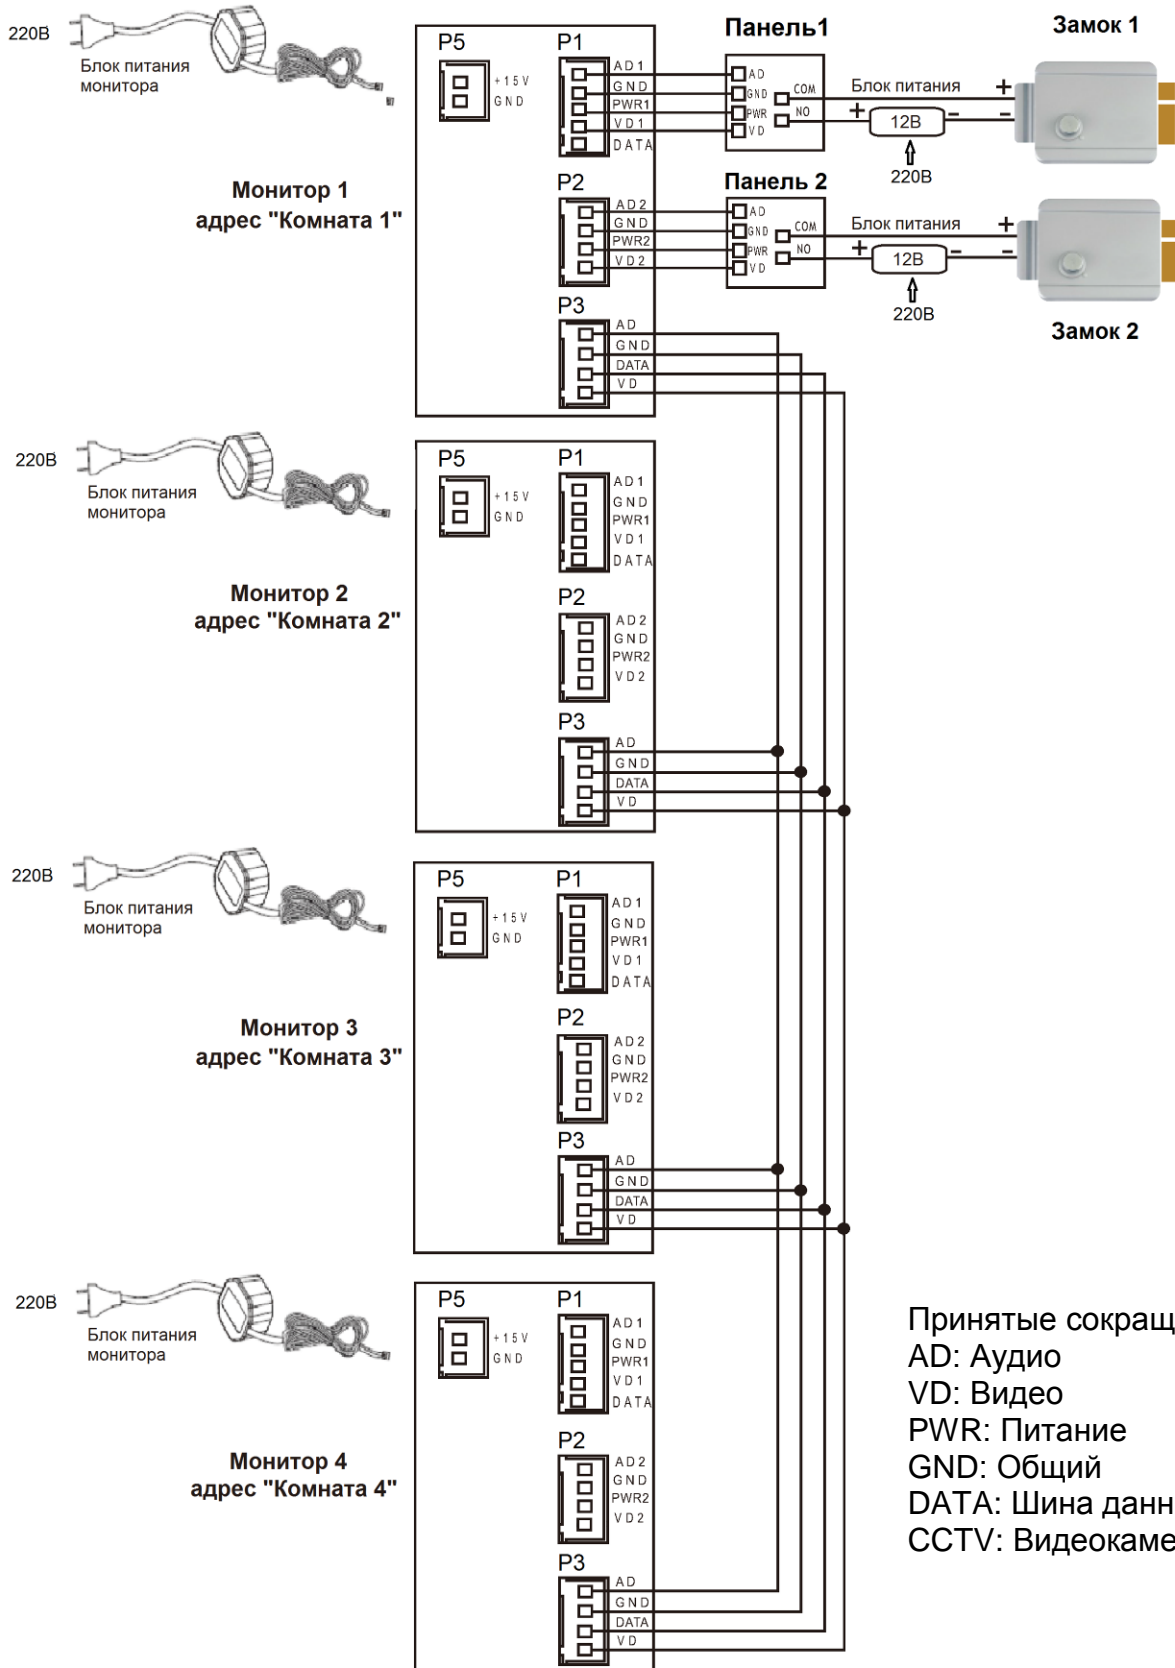 220В
Блок питания
монитора
Монитор 1
адрес "Комната 1"
P5
+15V
GND
P1
AD1
GND
PWR1
VD1
DATA
P2
AD2
GND
PWR2
VD2
P3
AD
GND
DATA
VD
Панель1
AD
GND
PWR
VD
COM
NO
Блок питания
+
+
12В
-
-
220В
Замок 1
Панель 2
AD
GND
PWR
VD
COM
NO
Блок питания
+
+
12В
-
-
220В
Замок 2
220В
Блок питания
монитора
Монитор 2
адрес "Комната 2"
P5
+15V
GND
P1
AD1
GND
PWR1
VD1
DATA
P2
AD2
GND
PWR2
VD2
P3
AD
GND
DATA
VD
220В
Блок питания
монитора
Монитор 3
адрес "Комната 3"
P5
+15V
GND
P1
AD1
GND
PWR1
VD1
DATA
P2
AD2
GND
PWR2
VD2
P3
AD
GND
DATA
VD
220В
Блок питания
монитора
Монитор 4
адрес "Комната 4"
P5
+15V
GND
P1
AD1
GND
PWR1
VD1
DATA
P2
AD2
GND
PWR2
VD2
P3
AD
GND
DATA
VD
Принятые сокращ
AD: Аудио
VD: Видео
PWR: Питание
GND: Общий
DATA: Шина данн
CCTV: Видеокаме